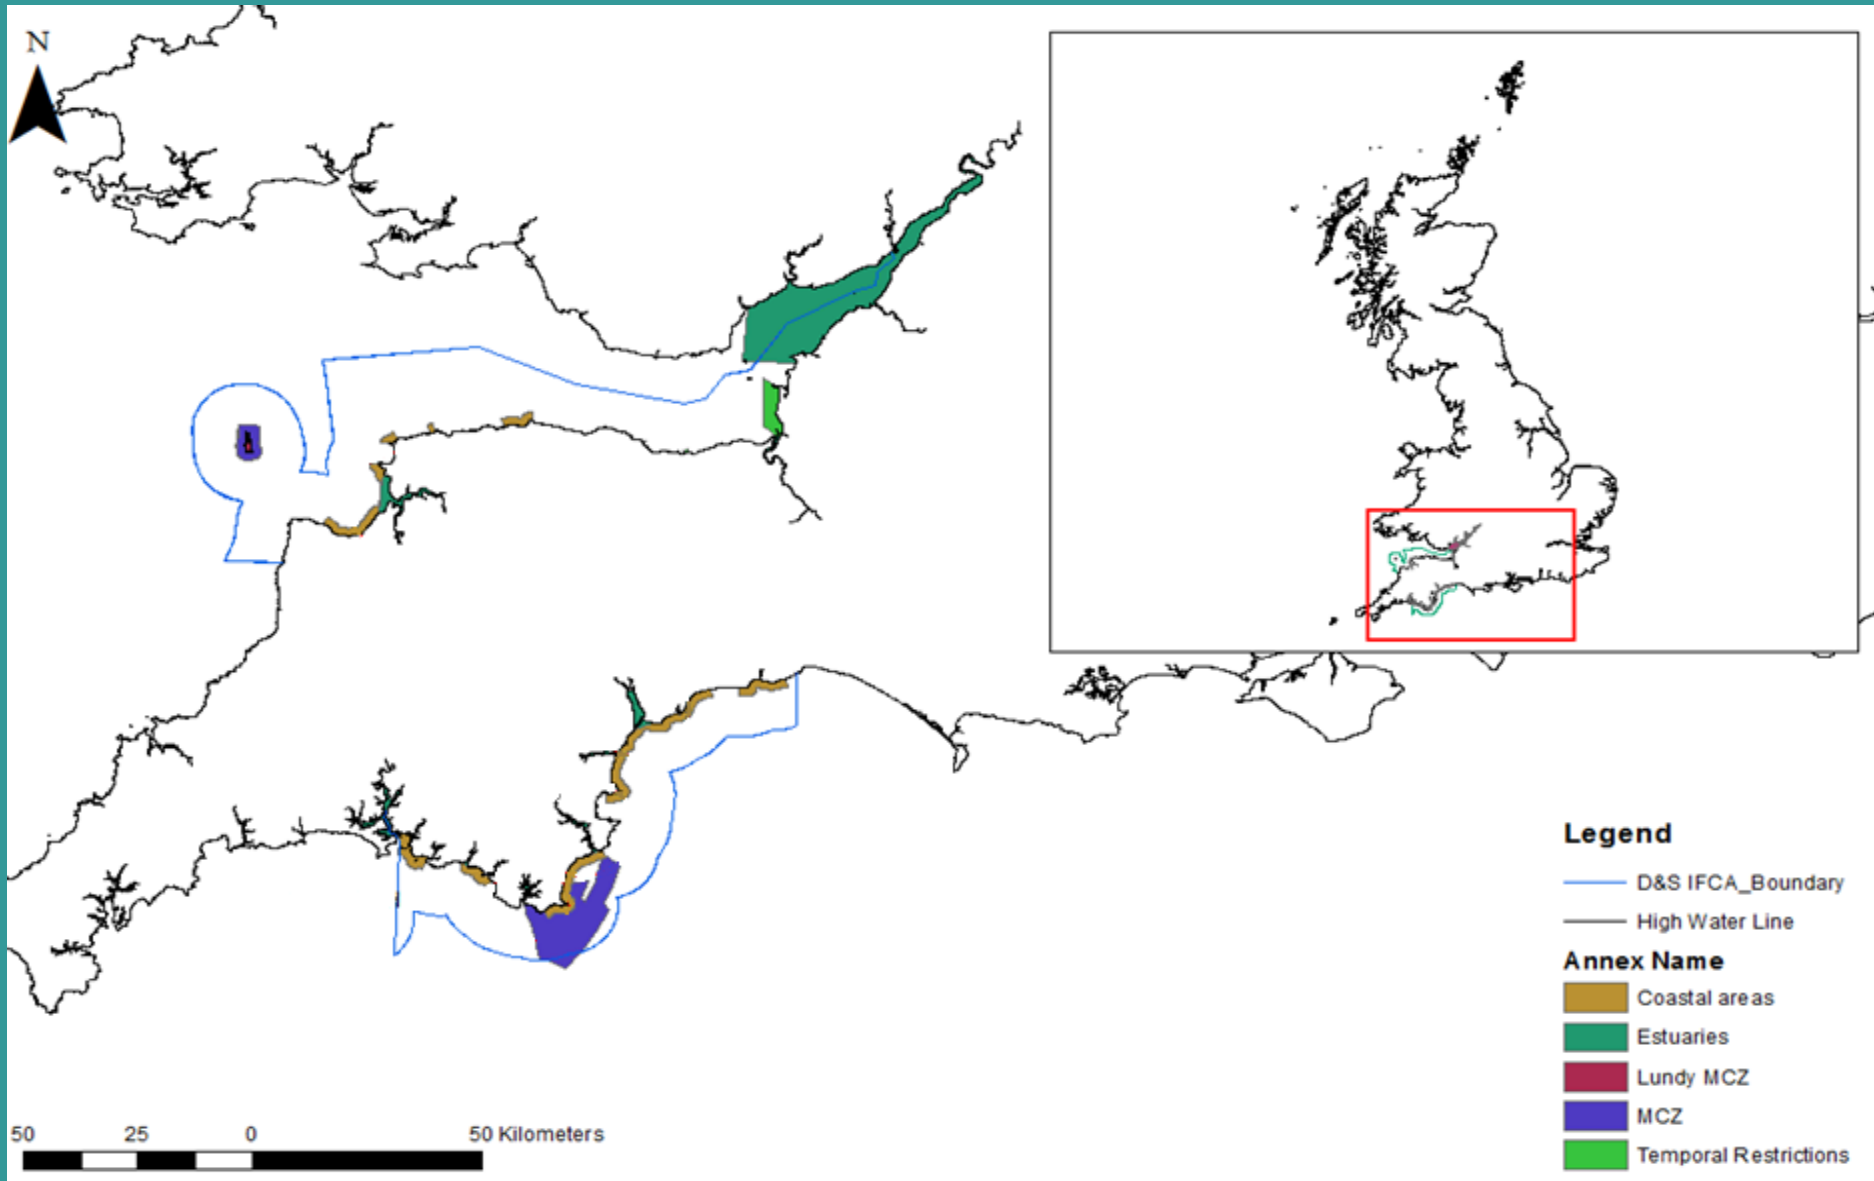 N
Legend
D&S IFCA_Boundary
High Water Line
Annex Name
Coastal areas
Estuaries
Lundy MCZ
MCZ
Temporal Restrictions
50 25 0 50 Kilometers